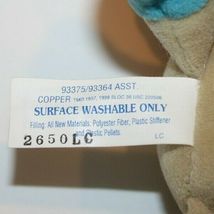 93375/93364 ASST.
COPPER
SURFACE WASHABLE ONLY
Filling: All New Materials, Polyester Fiber, Plastic Stiffener
and Plastic Pellets.
LC
2650LC